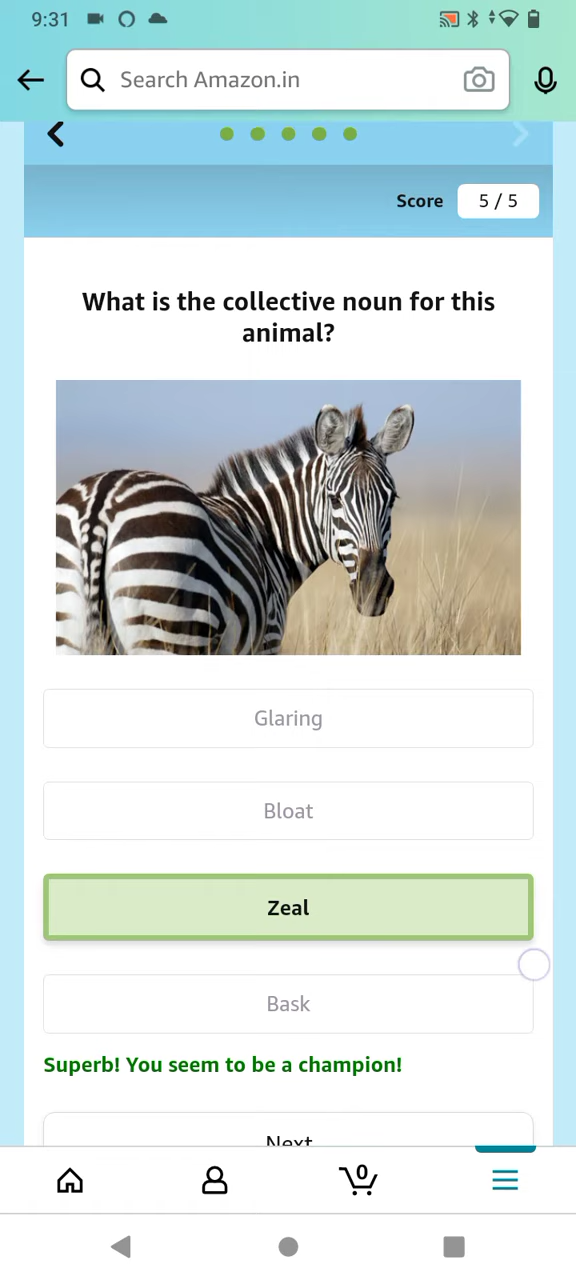 9:31
Search Amazon.in
Score 5 / 5
What is the collective noun for this
animal?
Glaring
Bloat
Zeal
Bask
Superb! You seem to be a champion!
Next
0